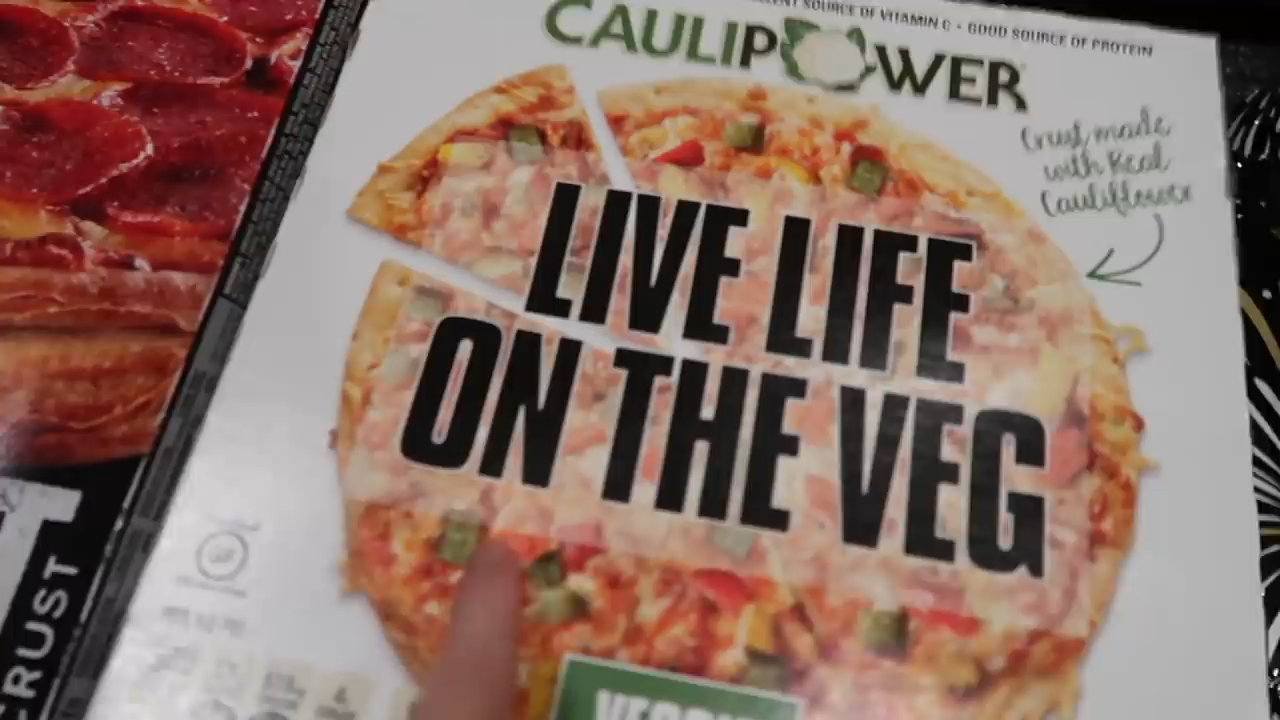 SOURCE OF VITAMIN C • GOOD SOURCE OF PROTEIN
CAULIPOWER
Crust made
with Real
Cauliflower
LIVE LIFE
ON THE VEG
CRUST